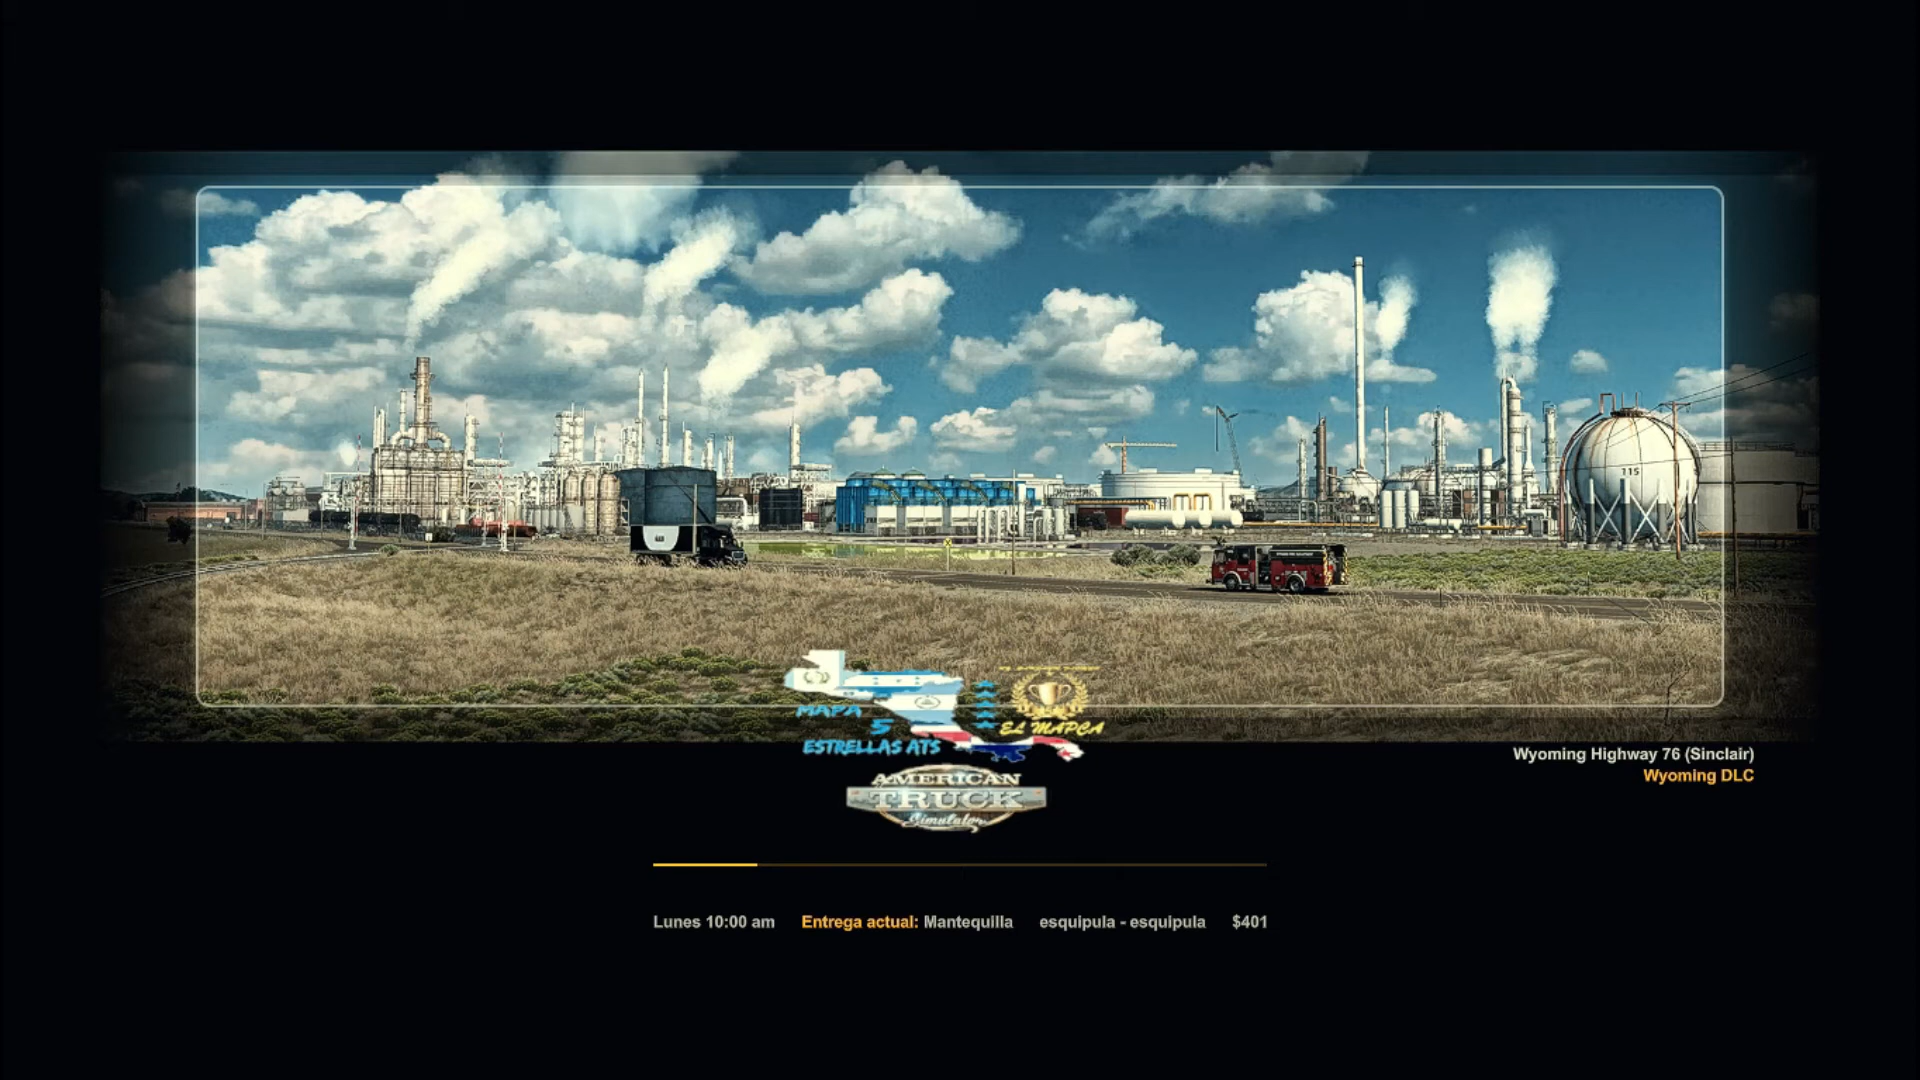 115
MAPA
5
ESTRELLAS ATS
EL MAPCA
AMERICAN
TRUCK
Simulator
Wyoming Highway 76 (Sinclair)
Wyoming DLC
Lunes 10:00 am Entrega actual: Mantequilla esquipula - esquipula $401